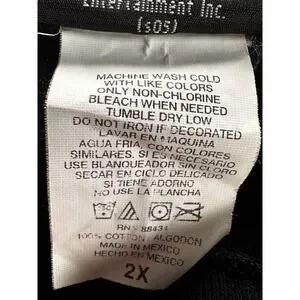 Entertainment Inc.
(s05)
MACHINE WASH COLD
WITH LIKE COLORS
ONLY NON-CHLORINE
BLEACH WHEN NEEDED
TUMBLE DRY LOW
DO NOT IRON IF DECORATED
LAVAR EN MAQUINA
AGUA FRIA, CON COLORES
SIMILARES. SI ES NECESARIO
USE BLANQUEADOR SIN CLORO
SECAR EN CICLO DELICADO
SI TIENE ADORNO
NO USE LA PLANCHA
RN# 88434
100% COTTON / ALGODON
MADE IN MEXICO
HECHO EN MEXICO
2X